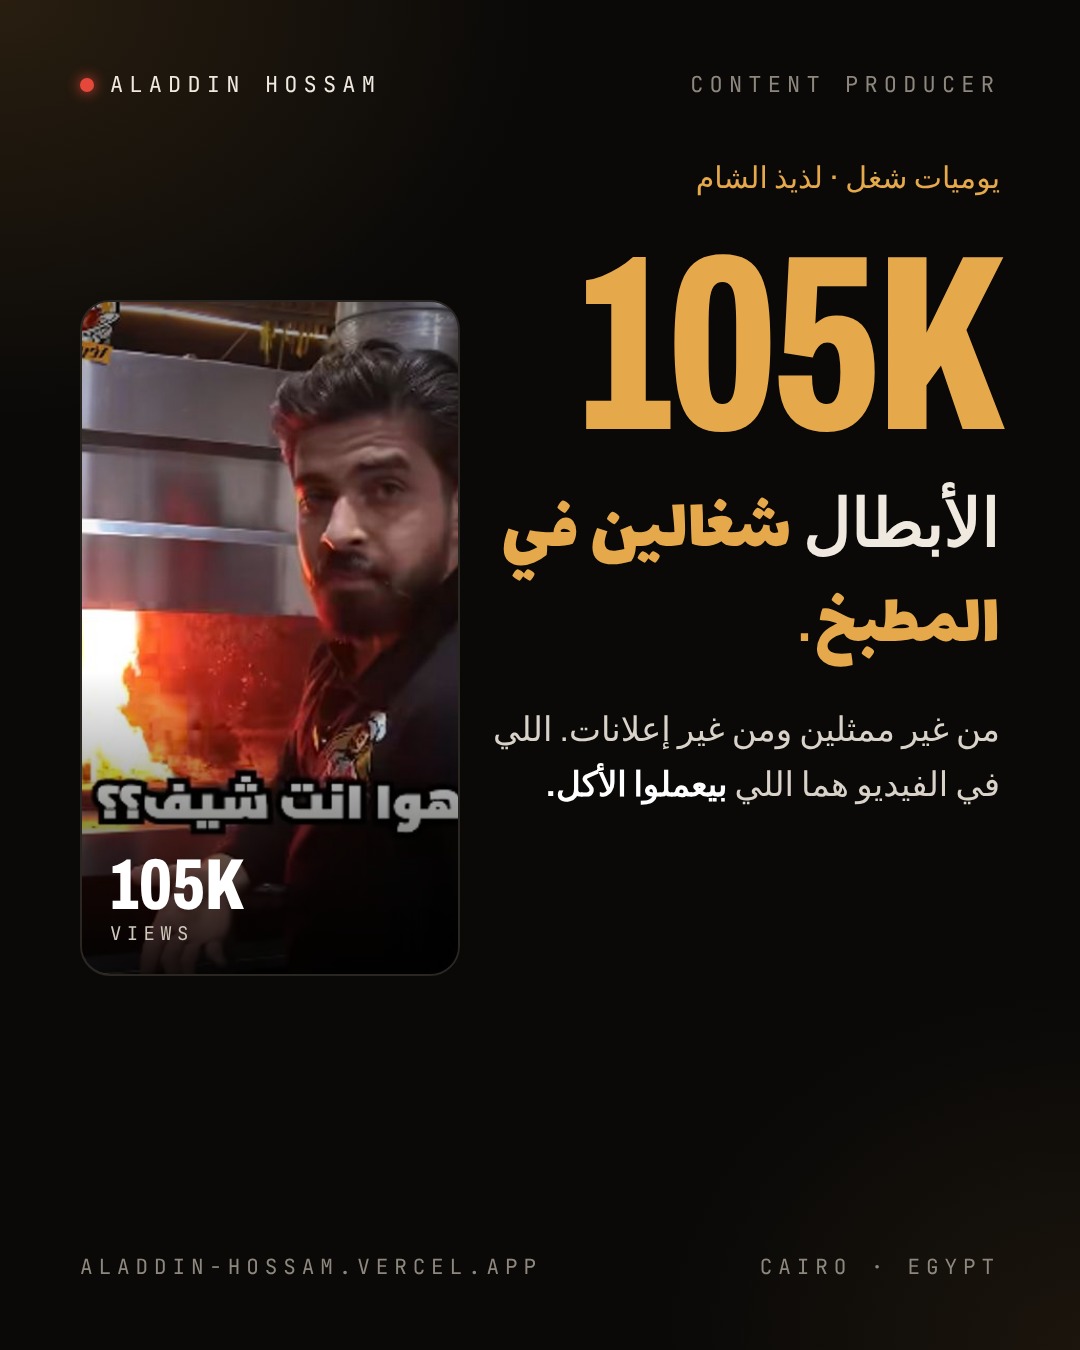 ALADDIN HOSSAM
CONTENT PRODUCER
يوميات شغل · لذيذ الشام
105K
الأبطال شغالين في
المطبخ.
من غير ممثلين ومن غير إعلانات. اللي
في الفيديو هما اللي بيعملوا الأكل.
هوا انت شيف؟؟
105K
VIEWS
ALADDIN-HOSSAM.VERCEL.APP
CAIRO · EGYPT